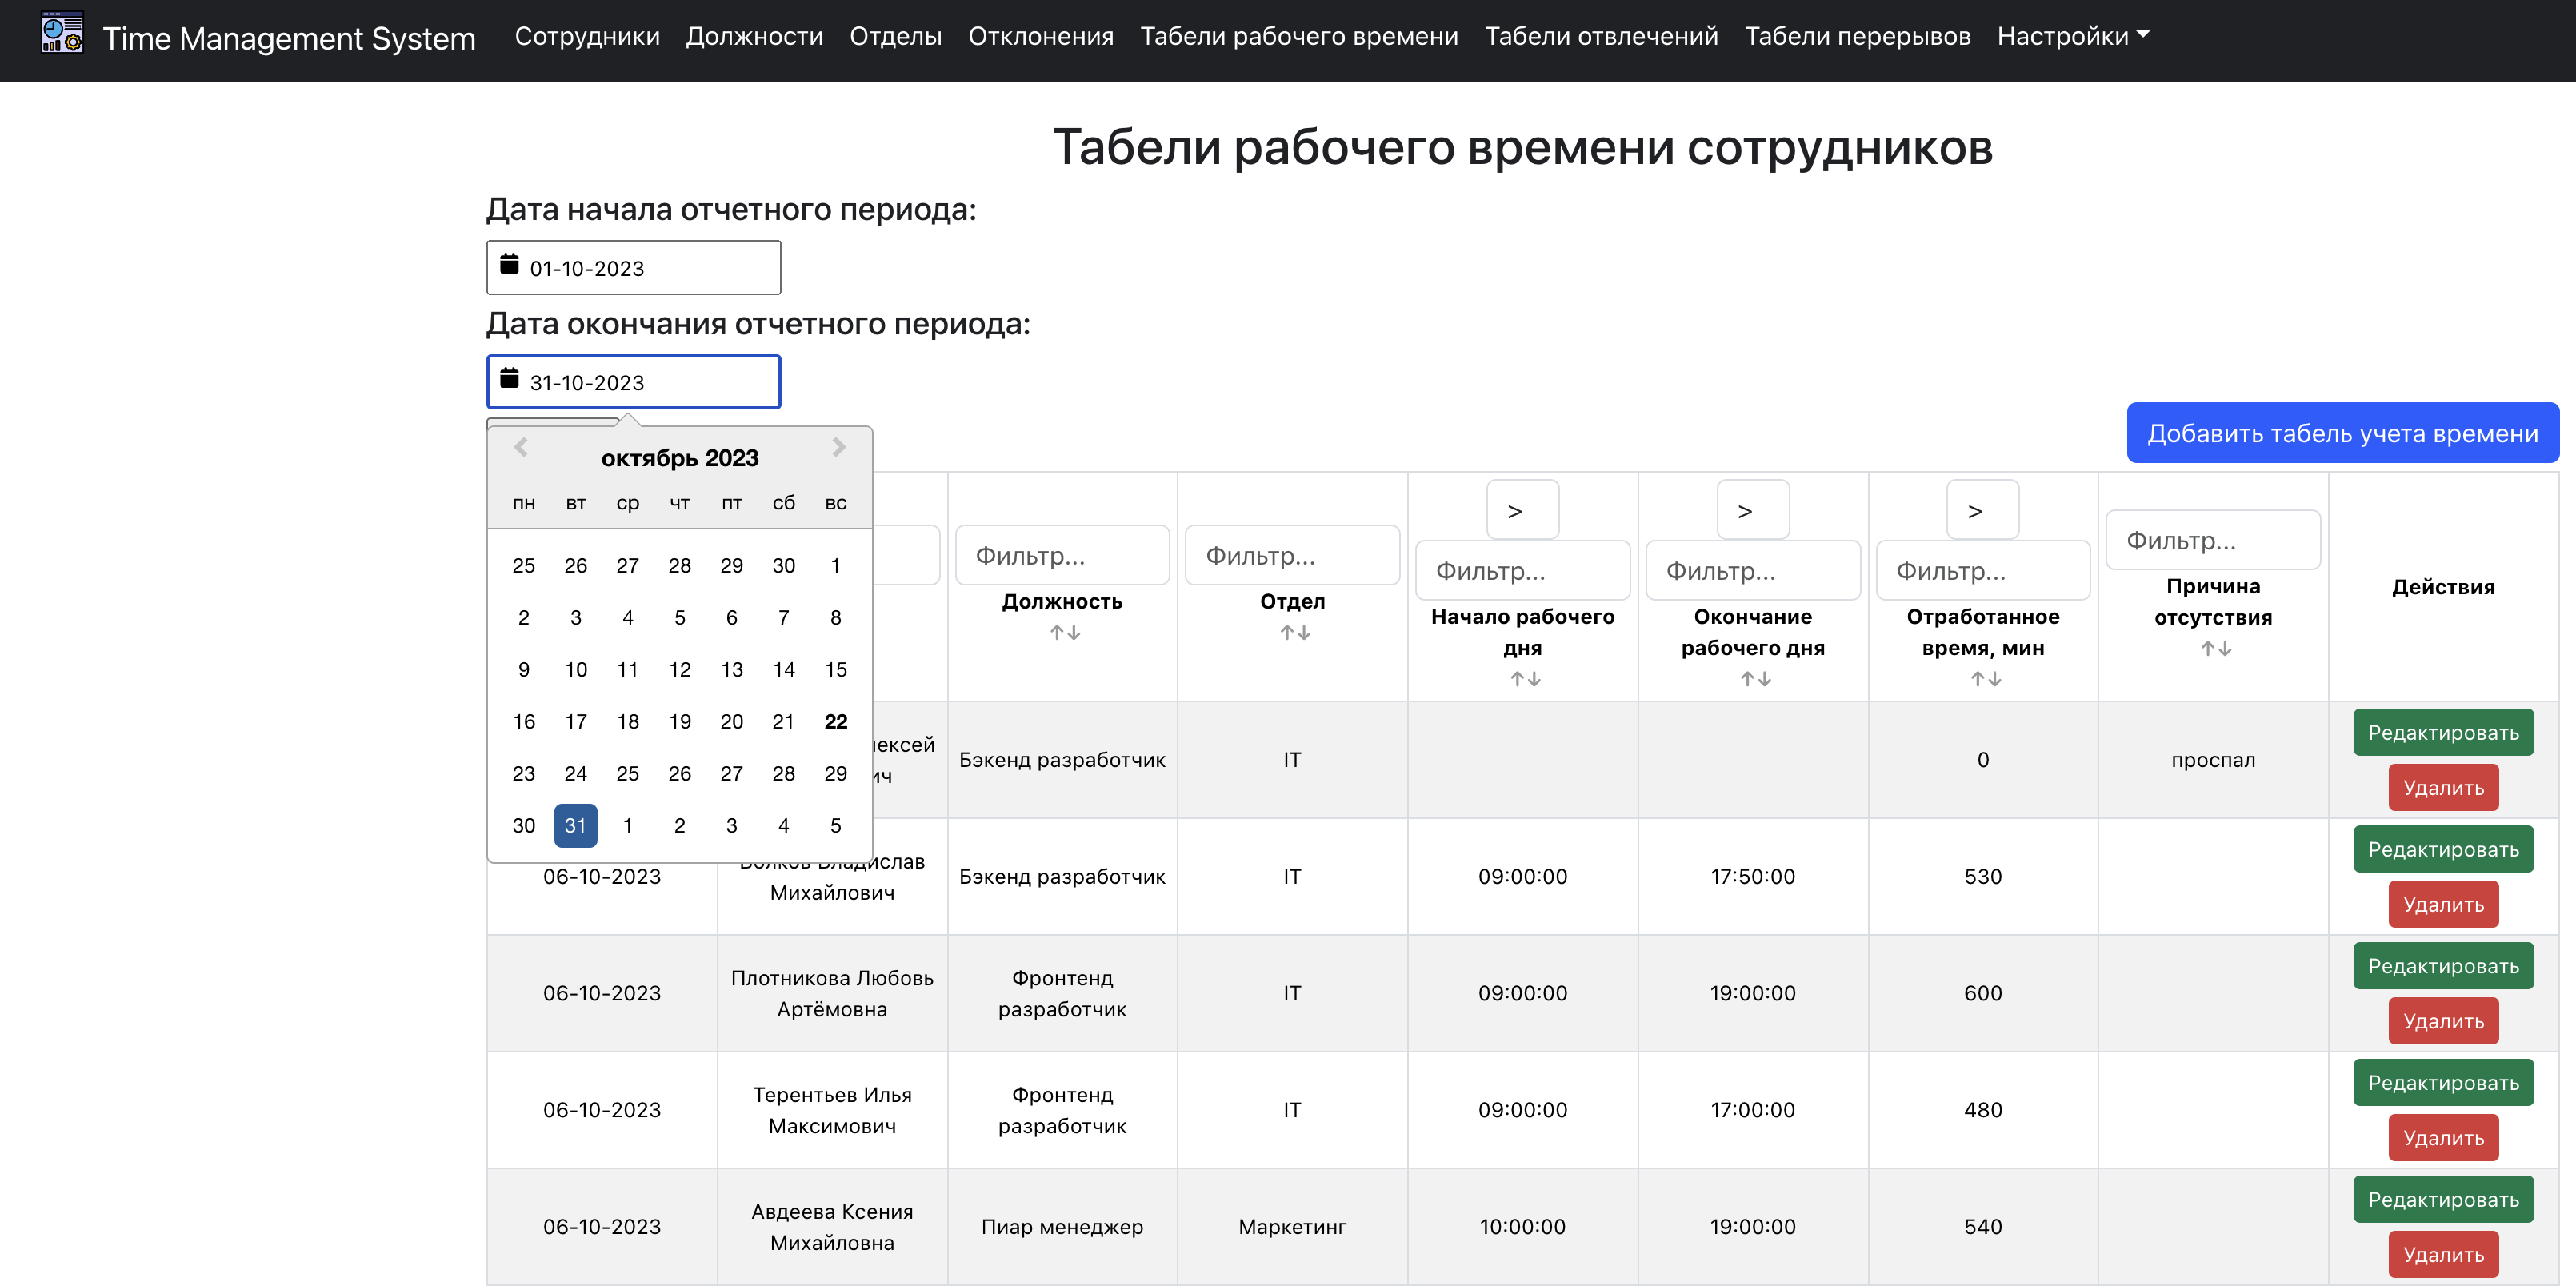 Time Management System Сотрудники Должности Отделы Отклонения Табели рабочего времени Табели отвлечений Табели перерывов Настройки
Табели рабочего времени сотрудников
Дата начала отчетного периода:
01-10-2023
Дата окончания отчетного периода:
31-10-2023
Добавить табель учета времени
октябрь 2023
пн вт ср чт пт сб вс
25 26 27 28 29 30 1
2 3 4 5 6 7 8
9 10 11 12 13 14 15
16 17 18 19 20 21 22
23 24 25 26 27 28 29
30 31 1 2 3 4 5
> > >
Фильтр... Фильтр... Фильтр... Фильтр... Фильтр... Фильтр...
Должность
↑↓
Отдел
↑↓
Начало рабочего
дня
↑↓
Окончание
рабочего дня
↑↓
Отработанное
время, мин
↑↓
Причина
отсутствия
↑↓
Действия
Бэкенд разработчик IT 0 проспал Редактировать
Удалить
06-10-2023
Михайлович
Бэкенд разработчик IT 09:00:00 17:50:00 530 Редактировать
Удалить
06-10-2023
Плотникова Любовь
Артёмовна
Фронтенд
разработчик
IT 09:00:00 19:00:00 600 Редактировать
Удалить
06-10-2023
Терентьев Илья
Максимович
Фронтенд
разработчик
IT 09:00:00 17:00:00 480 Редактировать
Удалить
06-10-2023
Авдеева Ксения
Михайловна
Пиар менеджер Маркетинг 10:00:00 19:00:00 540 Редактировать
Удалить